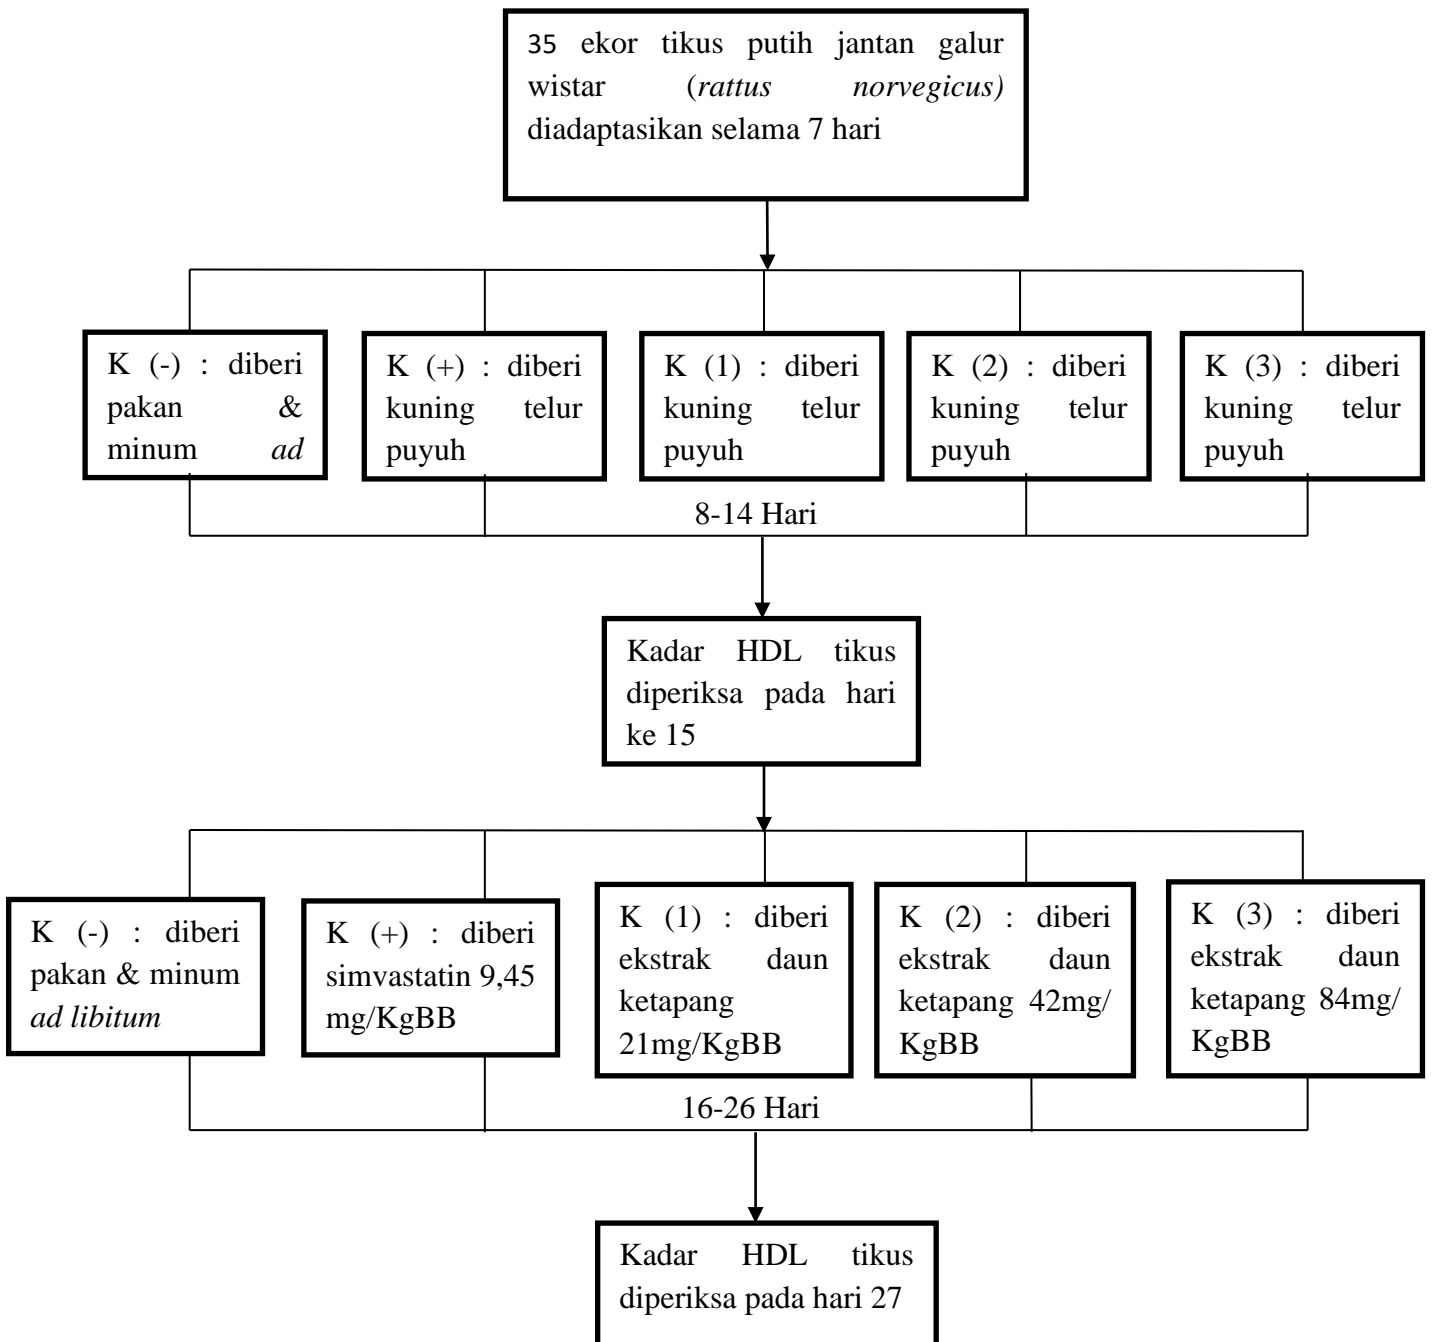 35 ekor tikus putih jantan galur
wistar (rattus norvegicus)
diadaptasikan selama 7 hari
K (-) : diberi
pakan &
minum ad
K (+) : diberi
kuning telur
puyuh
K (1) : diberi
kuning telur
puyuh
K (2) : diberi
kuning telur
puyuh
K (3) : diberi
kuning telur
puyuh
8-14 Hari
Kadar HDL tikus
diperiksa pada hari
ke 15
K (-) : diberi
pakan & minum
ad libitum
K (+) : diberi
simvastatin 9,45
mg/KgBB
K (1) : diberi
ekstrak daun
ketapang
21mg/KgBB
K (2) : diberi
ekstrak daun
ketapang 42mg/
KgBB
K (3) : diberi
ekstrak daun
ketapang 84mg/
KgBB
16-26 Hari
Kadar HDL tikus
diperiksa pada hari 27